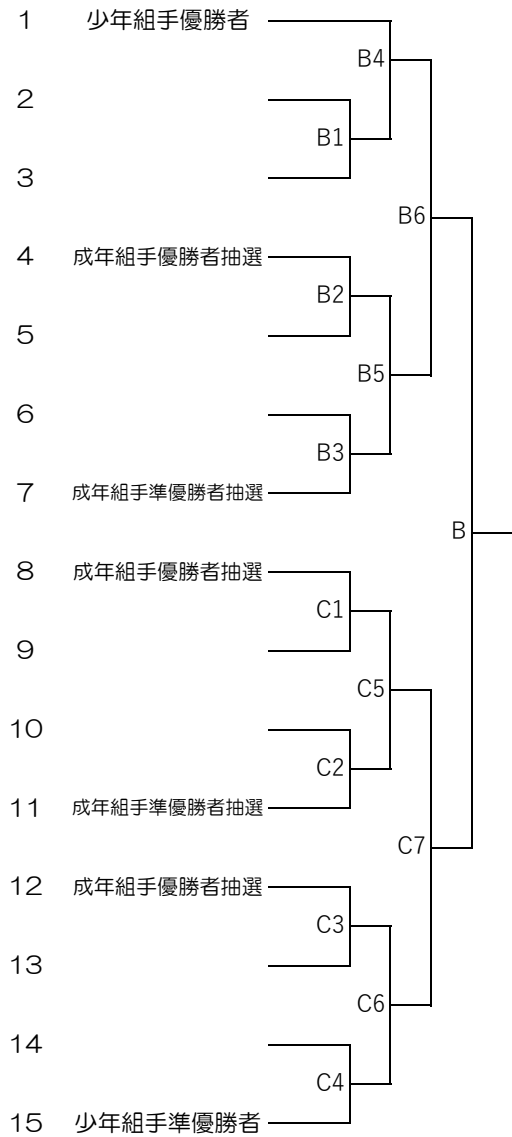 1 少年組手優勝者
B4
2
B1
3
B6
4 成年組手優勝者抽選
B2
5
B5
6
B3
7 成年組手準優勝者抽選
B
8 成年組手優勝者抽選
C1
9
C5
10
C2
11 成年組手準優勝者抽選
C7
12 成年組手優勝者抽選
C3
13
C6
14
C4
15 少年組手準優勝者